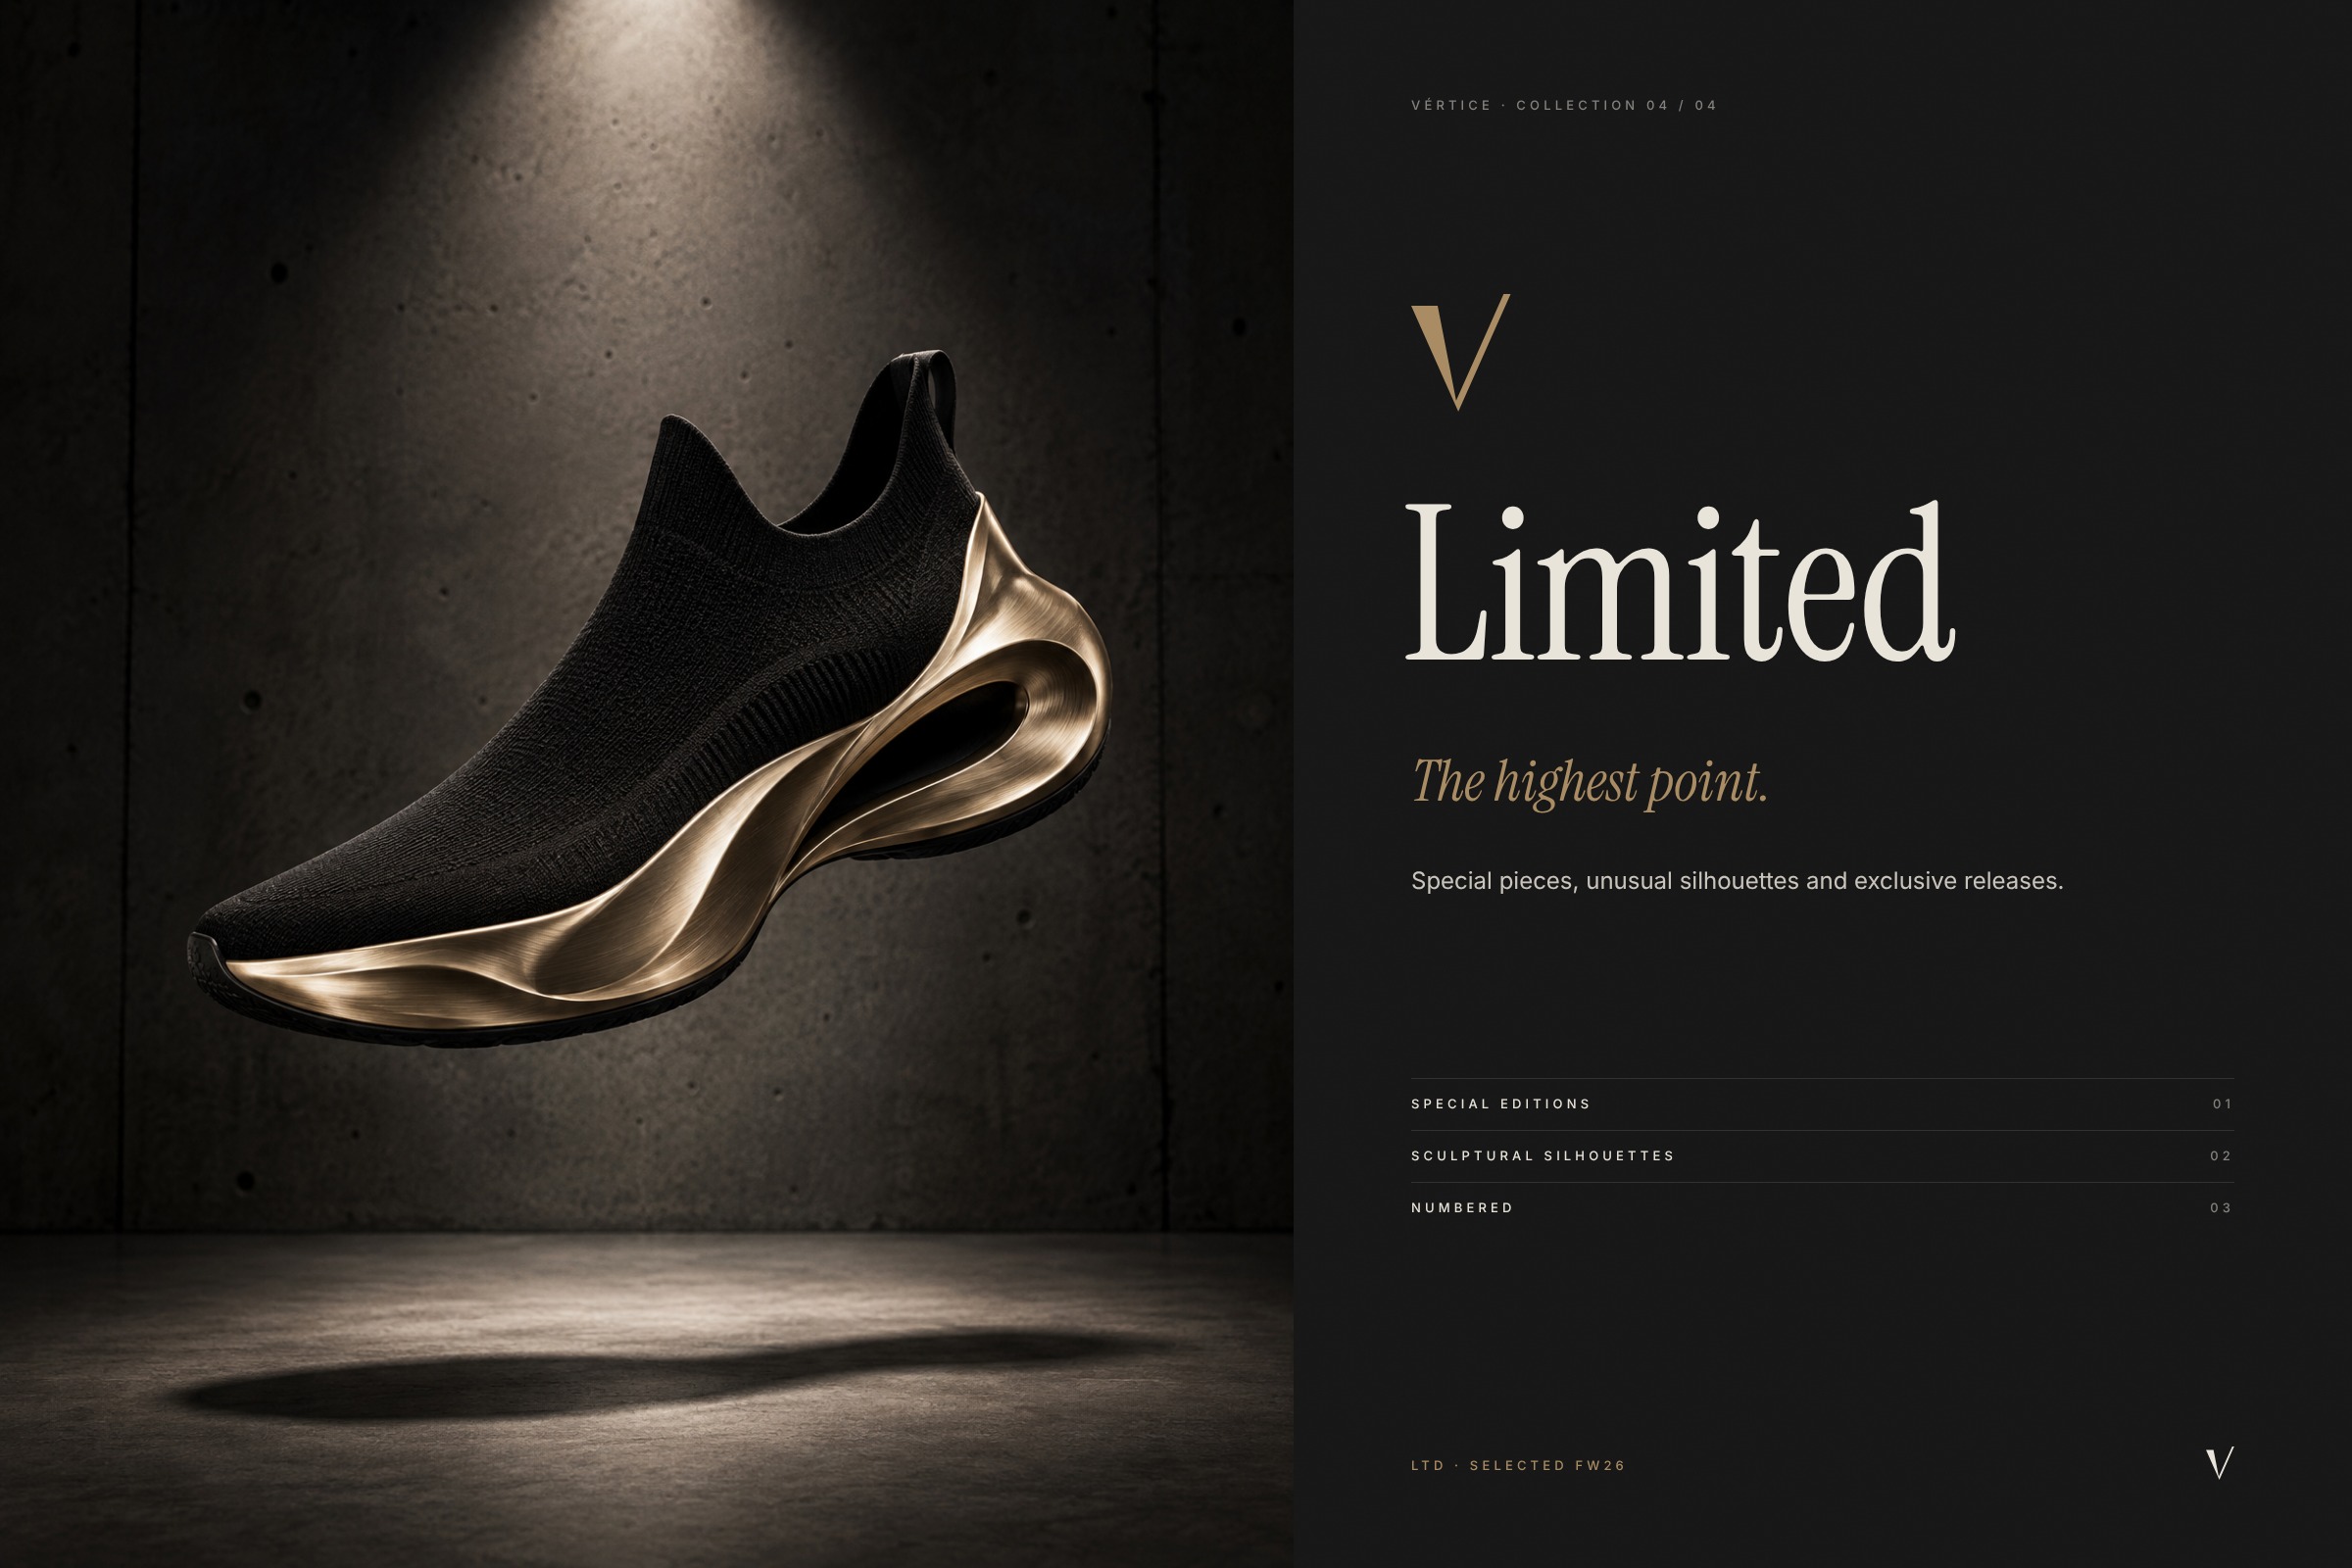 VÉRTICE · COLLECTION 04 / 04
V
Limited
The highest point.
Special pieces, unusual silhouettes and exclusive releases.
SPECIAL EDITIONS 01
SCULPTURAL SILHOUETTES 02
NUMBERED 03
LTD · SELECTED FW26
V